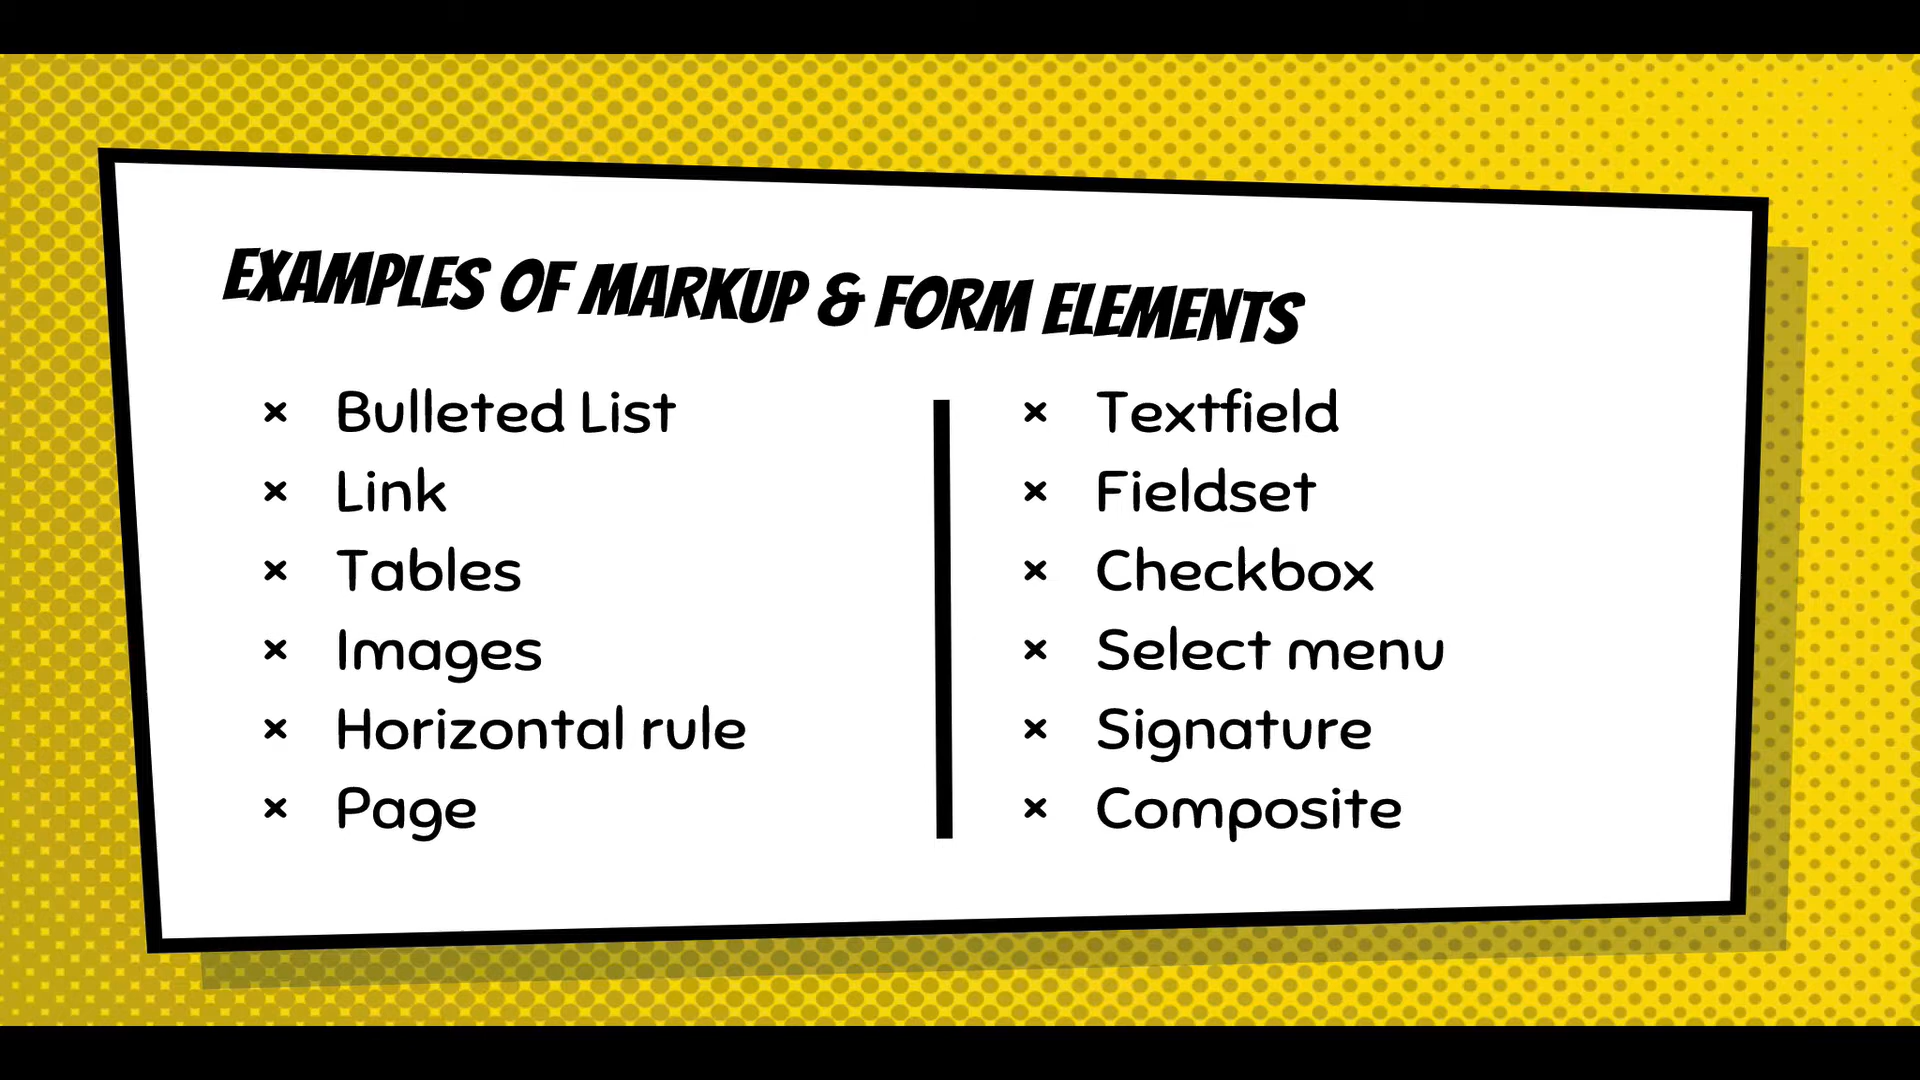 EXAMPLES OF MARKUP & FORM ELEMENTS
× Bulleted List
× Link
× Tables
× Images
× Horizontal rule
× Page
× Textfield
× Fieldset
× Checkbox
× Select menu
× Signature
× Composite